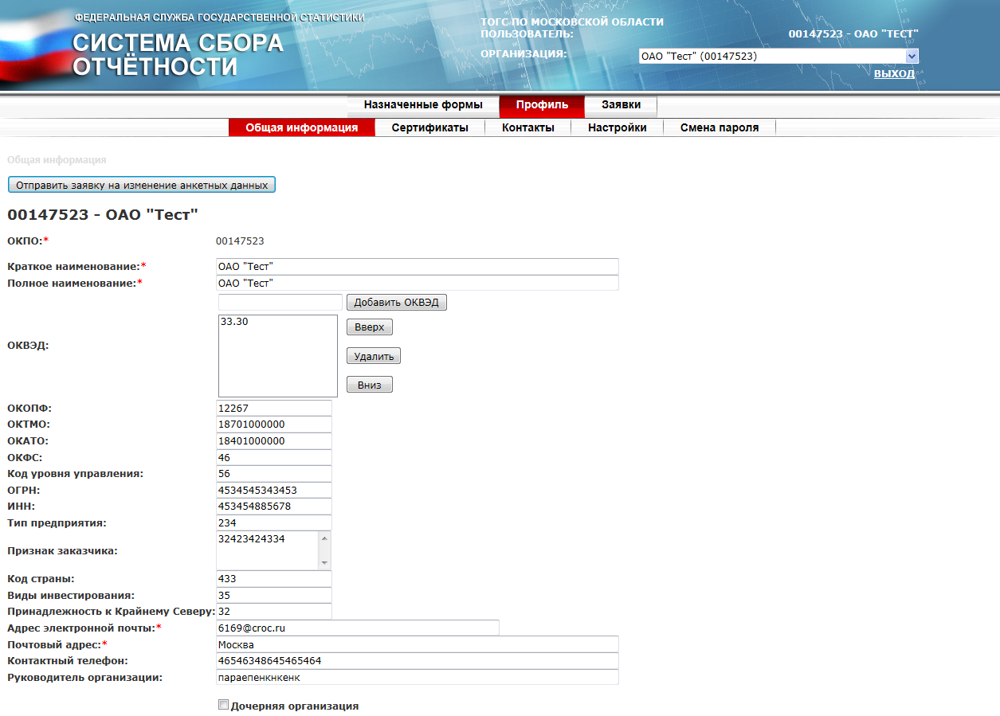 ФЕДЕРАЛЬНАЯ СЛУЖБА ГОСУДАРСТВЕННОЙ СТАТИСТИКИ
СИСТЕМА СБОРА
ОТЧЁТНОСТИ
ТОГС ПО МОСКОВСКОЙ ОБЛАСТИ
ПОЛЬЗОВАТЕЛЬ: 00147523 - ОАО "ТЕСТ"
ОРГАНИЗАЦИЯ: ОАО "Тест" (00147523)
ВЫХОД
Назначенные формы Профиль Заявки
Общая информация Сертификаты Контакты Настройки Смена пароля
Общая информация
Отправить заявку на изменение анкетных данных
00147523 - ОАО "Тест"
ОКПО:* 00147523
Краткое наименование:* ОАО "Тест"
Полное наименование:* ОАО "Тест"
Добавить ОКВЭД
ОКВЭД: 33.30
Вверх
Удалить
Вниз
ОКОПФ: 12267
ОКТМО: 18701000000
ОКАТО: 18401000000
ОКФС: 46
Код уровня управления: 56
ОГРН: 4534545343453
ИНН: 453454885678
Тип предприятия: 234
Признак заказчика: 32423424334
Код страны: 433
Виды инвестирования: 35
Принадлежность к Крайнему Северу: 32
Адрес электронной почты:* 6169@croc.ru
Почтовый адрес:* Москва
Контактный телефон: 46546348645465464
Руководитель организации: параепенкнкенк
Дочерняя организация